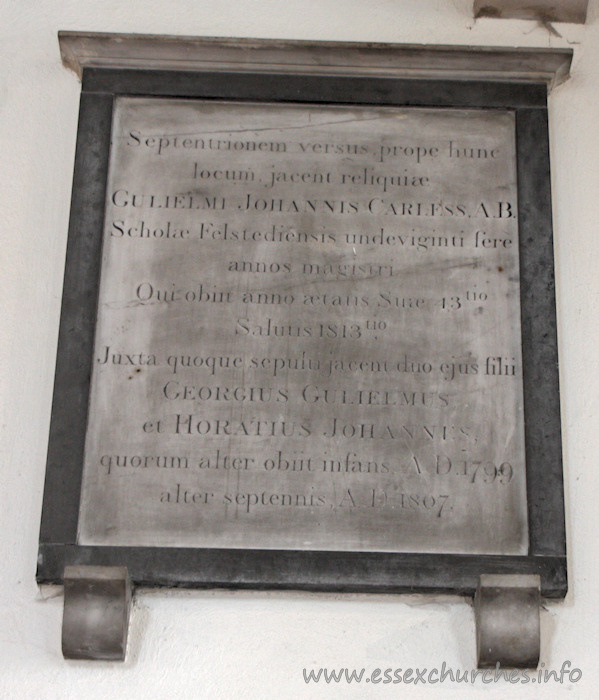 Septentrionem versus, prope hunc
locum, jacent reliquiæ
GULIELMI JOHANNIS CARLESS, A.B.
Scholæ Felstediensis undeviginti fere
annos magistri
Qui obiit anno ætatis Suæ 43tio
Salutis 1813tio
Juxta quoque sepulti jacent duo ejus filii
GEORGIUS GULIELMUS
et HORATIUS JOHANNES,
quorum alter obiit infans, A.D. 1799
alter septennis, A.D. 1807.
www.essexchurches.info